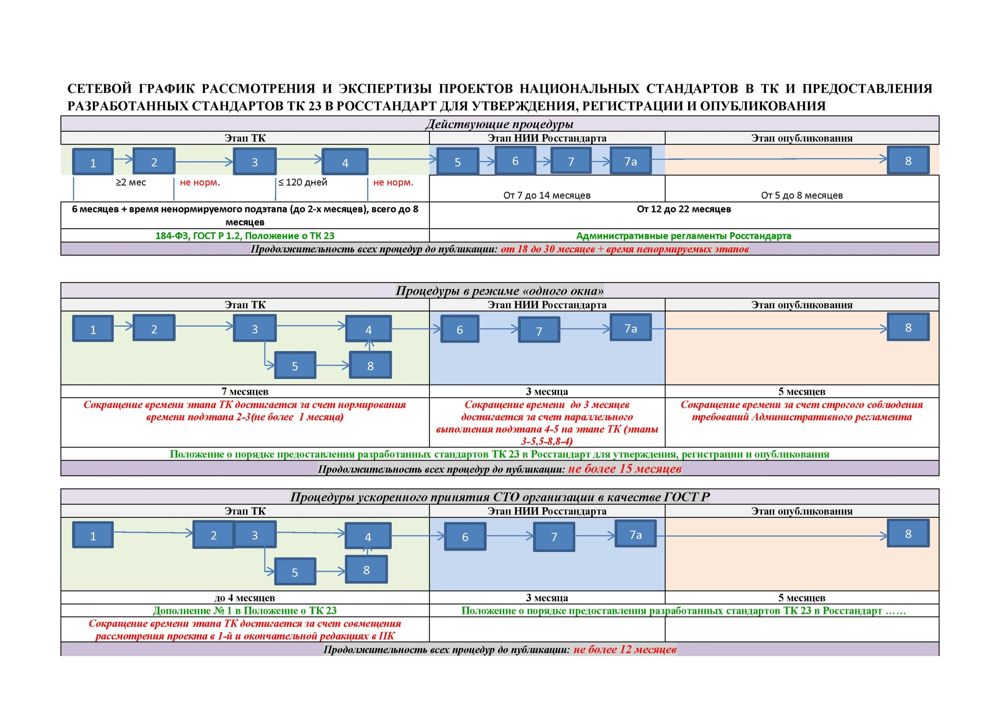 СЕТЕВОЙ ГРАФИК РАССМОТРЕНИЯ И ЭКСПЕРТИЗЫ ПРОЕКТОВ НАЦИОНАЛЬНЫХ СТАНДАРТОВ В ТК И ПРЕДОСТАВЛЕНИЯ
РАЗРАБОТАННЫХ СТАНДАРТОВ ТК 23 В РОССТАНДАРТ ДЛЯ УТВЕРЖДЕНИЯ, РЕГИСТРАЦИИ И ОПУБЛИКОВАНИЯ
Действующие процедуры
Этап ТК
Этап НИИ Росстандарта
Этап опубликования
1
2
3
4
5
6
7
7а
8
≥2 мес
не норм.
≤ 120 дней
не норм.
От 7 до 14 месяцев
От 5 до 8 месяцев
6 месяцев + время ненормируемого подэтапа (до 2-х месяцев), всего до 8
месяцев
От 12 до 22 месяцев
184-ФЗ, ГОСТ Р 1.2, Положение о ТК 23
Административные регламенты Росстандарта
Продолжительность всех процедур до публикации: от 18 до 30 месяцев + время ненормируемых этапов
Процедуры в режиме «одного окна»
Этап ТК
Этап НИИ Росстандарта
Этап опубликования
1
2
3
4
6
7
7а
8
5
8
7 месяцев
3 месяца
5 месяцев
Сокращение времени этапа ТК достигается за счет нормирования
времени подэтапа 2-3(не более 1 месяца)
Сокращение времени до 3 месяцев
достигается за счет параллельного
выполнения подэтапа 4-5 на этапе ТК (этапы
3-5,5-8,8-4)
Сокращение времени за счет строгого соблюдения
требований Административного регламента
Положение о порядке предоставления разработанных стандартов ТК 23 в Росстандарт для утверждения, регистрации и опубликования
Продолжительность всех процедур до публикации: не более 15 месяцев
Процедуры ускоренного принятия СТО организации в качестве ГОСТ Р
Этап ТК
Этап НИИ Росстандарта
Этап опубликования
1
2
3
4
6
7
7а
8
5
8
до 4 месяцев
3 месяца
5 месяцев
Дополнение № 1 в Положение о ТК 23
Положение о порядке предоставления разработанных стандартов ТК 23 в Росстандарт ……
Сокращение времени этапа ТК достигается за счет совмещения
рассмотрения проекта в 1-й и окончательной редакциях в ПК
Продолжительность всех процедур до публикации: не более 12 месяцев